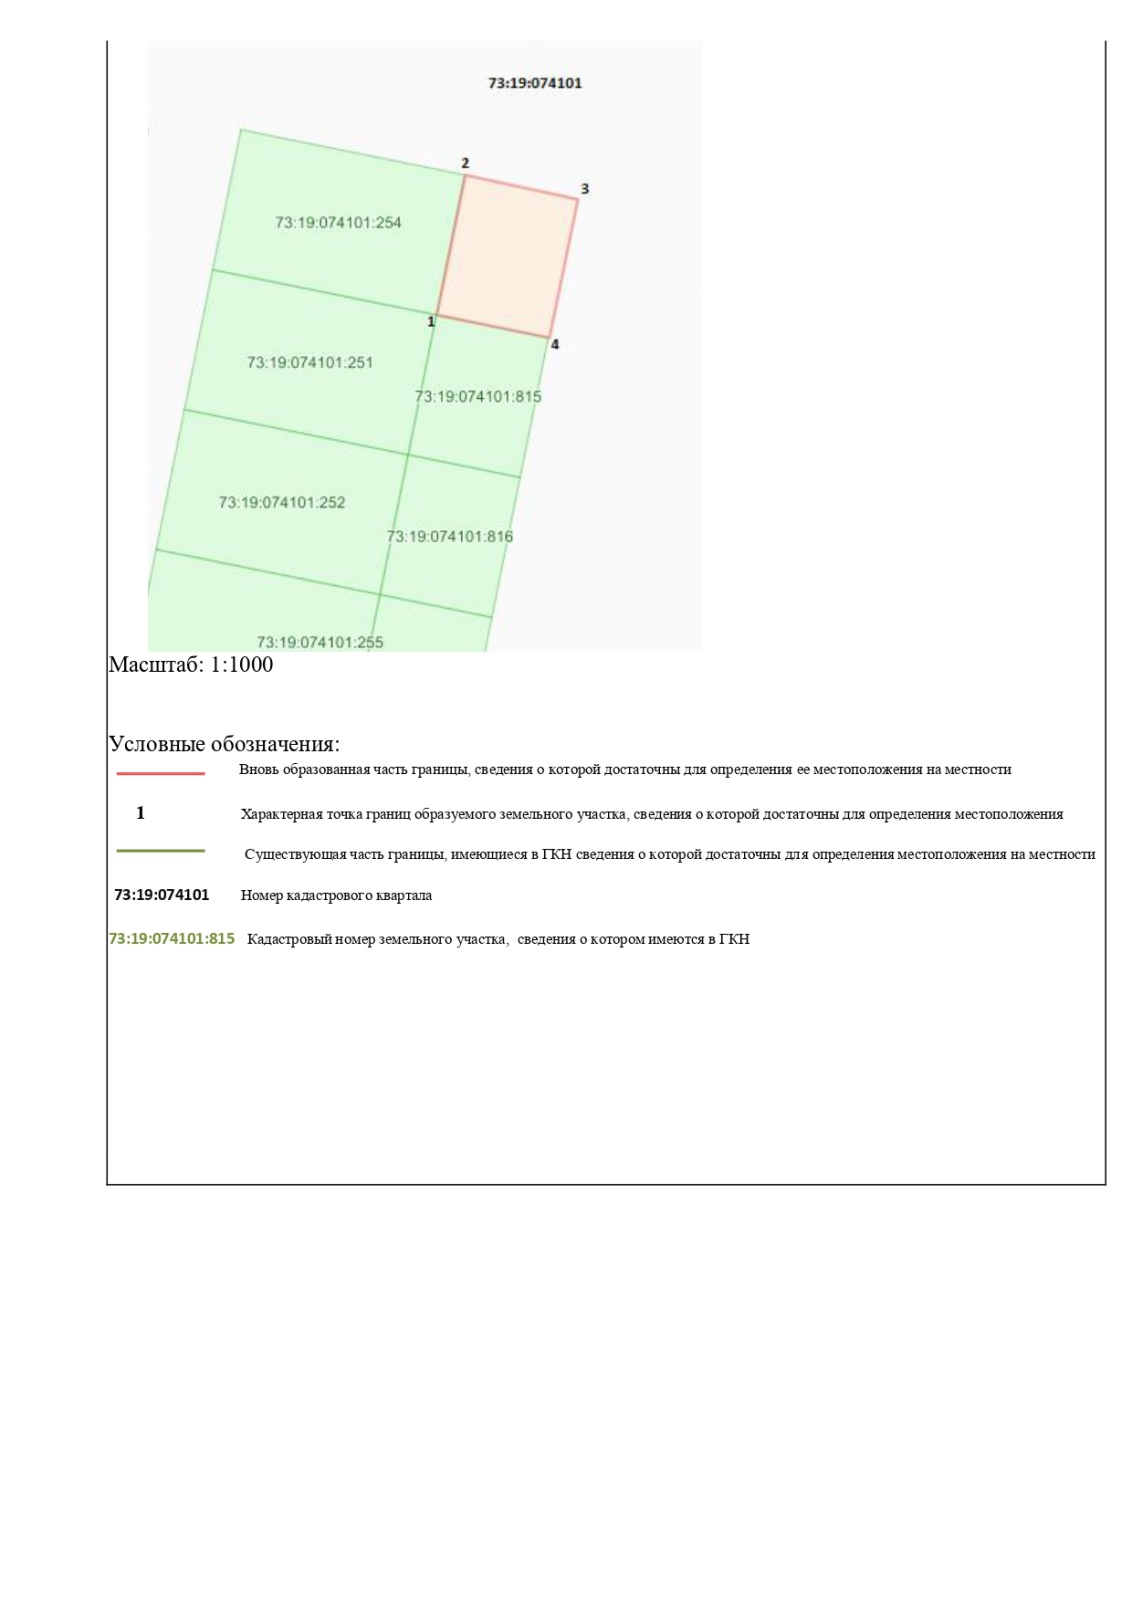 73:19:074101
2
3
73:19:074101:254
1
4
73:19:074101:251
73:19:074101:815
73:19:074101:252
73:19:074101:816
73:19:074101:255
Масштаб: 1:1000
Условные обозначения:
Вновь образованная часть границы, сведения о которой достаточны для определения ее местоположения на местности
1 Характерная точка границ образуемого земельного участка, сведения о которой достаточны для определения местоположения
Существующая часть границы, имеющиеся в ГКН сведения о которой достаточны для определения местоположения на местности
73:19:074101 Номер кадастрового квартала
73:19:074101:815 Кадастровый номер земельного участка, сведения о котором имеются в ГКН